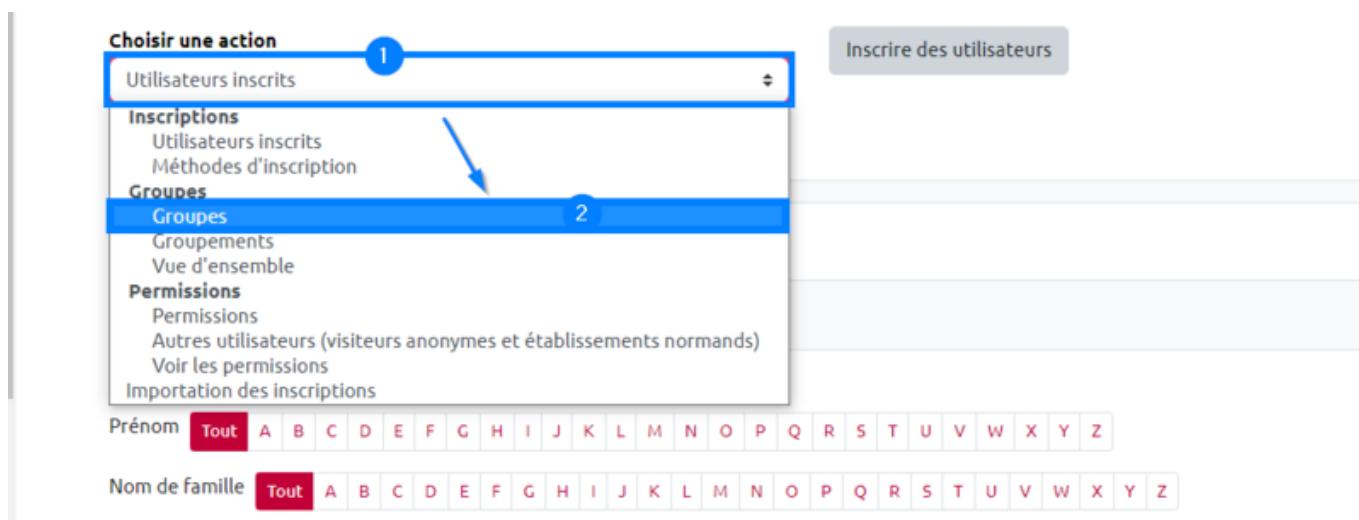 Choisir une action
1
Inscrire des utilisateurs
Utilisateurs inscrits
Inscriptions
Utilisateurs inscrits
Méthodes d'inscription
Groupes
Groupes 2
Groupements
Vue d'ensemble
Permissions
Permissions
Autres utilisateurs (visiteurs anonymes et établissements normands)
Voir les permissions
Importation des inscriptions
Prénom Tout A B C D E F G H I J K L M N O P Q R S T U V W X Y Z
Nom de famille Tout A B C D E F G H I J K L M N O P Q R S T U V W X Y Z